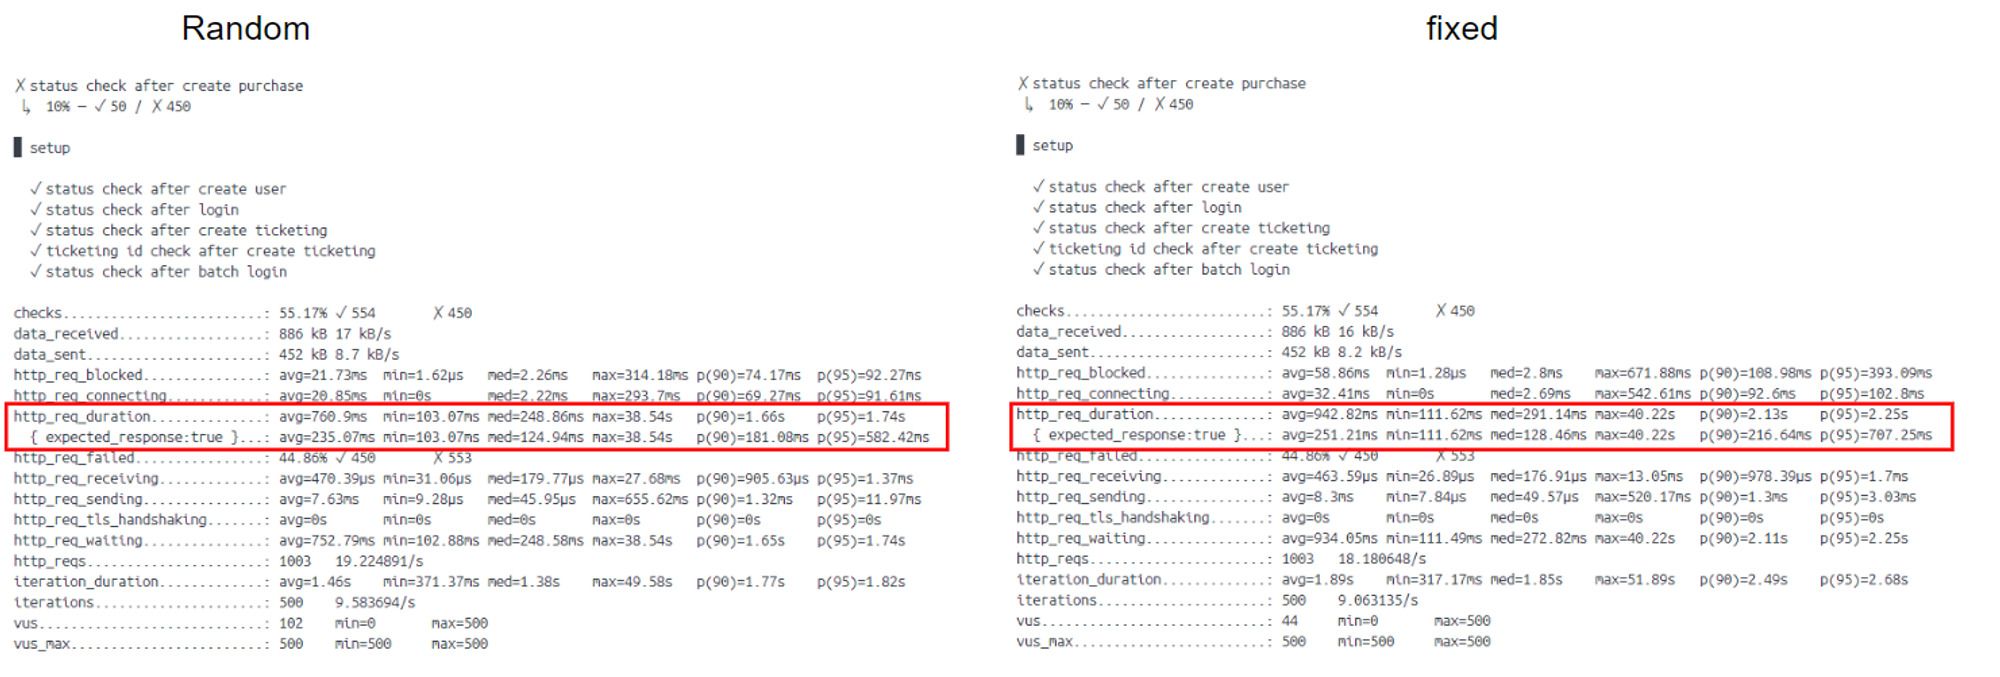 Random
✗ status check after create purchase
↳ 10% — ✓ 50 / ✗ 450
█ setup
✓ status check after create user
✓ status check after login
✓ status check after create ticketing
✓ ticketing id check after create ticketing
✓ status check after batch login
checks.........................: 55.17% ✓ 554 ✗ 450
data_received..................: 886 kB 17 kB/s
data_sent......................: 452 kB 8.7 kB/s
http_req_blocked...............: avg=21.73ms min=1.62µs med=2.26ms max=314.18ms p(90)=74.17ms p(95)=92.27ms
http_req_connecting............: avg=20.85ms min=0s med=2.22ms max=293.7ms p(90)=69.27ms p(95)=91.61ms
http_req_duration..............: avg=760.9ms min=103.07ms med=248.86ms max=38.54s p(90)=1.66s p(95)=1.74s
{ expected_response:true }...: avg=235.07ms min=103.07ms med=124.94ms max=38.54s p(90)=181.08ms p(95)=582.42ms
http_req_failed................: 44.86% ✓ 450 ✗ 553
http_req_receiving.............: avg=470.39µs min=31.06µs med=179.77µs max=27.68ms p(90)=905.63µs p(95)=1.37ms
http_req_sending...............: avg=7.63ms min=9.28µs med=45.95µs max=655.62ms p(90)=1.32ms p(95)=11.97ms
http_req_tls_handshaking.......: avg=0s min=0s med=0s max=0s p(90)=0s p(95)=0s
http_req_waiting...............: avg=752.79ms min=102.88ms med=248.58ms max=38.54s p(90)=1.65s p(95)=1.74s
http_reqs......................: 1003 19.224891/s
iteration_duration.............: avg=1.46s min=371.37ms med=1.38s max=49.58s p(90)=1.77s p(95)=1.82s
iterations.....................: 500 9.583694/s
vus............................: 102 min=0 max=500
vus_max........................: 500 min=500 max=500
fixed
✗ status check after create purchase
↳ 10% — ✓ 50 / ✗ 450
█ setup
✓ status check after create user
✓ status check after login
✓ status check after create ticketing
✓ ticketing id check after create ticketing
✓ status check after batch login
checks.........................: 55.17% ✓ 554 ✗ 450
data_received..................: 886 kB 16 kB/s
data_sent......................: 452 kB 8.2 kB/s
http_req_blocked...............: avg=58.86ms min=1.28µs med=2.8ms max=671.88ms p(90)=108.98ms p(95)=393.09ms
http_req_connecting............: avg=32.41ms min=0s med=2.69ms max=542.61ms p(90)=92.6ms p(95)=102.8ms
http_req_duration..............: avg=942.82ms min=111.62ms med=291.14ms max=40.22s p(90)=2.13s p(95)=2.25s
{ expected_response:true }...: avg=251.21ms min=111.62ms med=128.46ms max=40.22s p(90)=216.64ms p(95)=707.25ms
http_req_failed................: 44.86% ✓ 450 ✗ 553
http_req_receiving.............: avg=463.59µs min=26.89µs med=176.91µs max=13.05ms p(90)=978.39µs p(95)=1.7ms
http_req_sending...............: avg=8.3ms min=7.84µs med=49.57µs max=520.17ms p(90)=1.3ms p(95)=3.03ms
http_req_tls_handshaking.......: avg=0s min=0s med=0s max=0s p(90)=0s p(95)=0s
http_req_waiting...............: avg=934.05ms min=111.49ms med=272.82ms max=40.22s p(90)=2.11s p(95)=2.25s
http_reqs......................: 1003 18.180648/s
iteration_duration.............: avg=1.89s min=317.17ms med=1.85s max=51.89s p(90)=2.49s p(95)=2.68s
iterations.....................: 500 9.063135/s
vus............................: 44 min=0 max=500
vus_max........................: 500 min=500 max=500